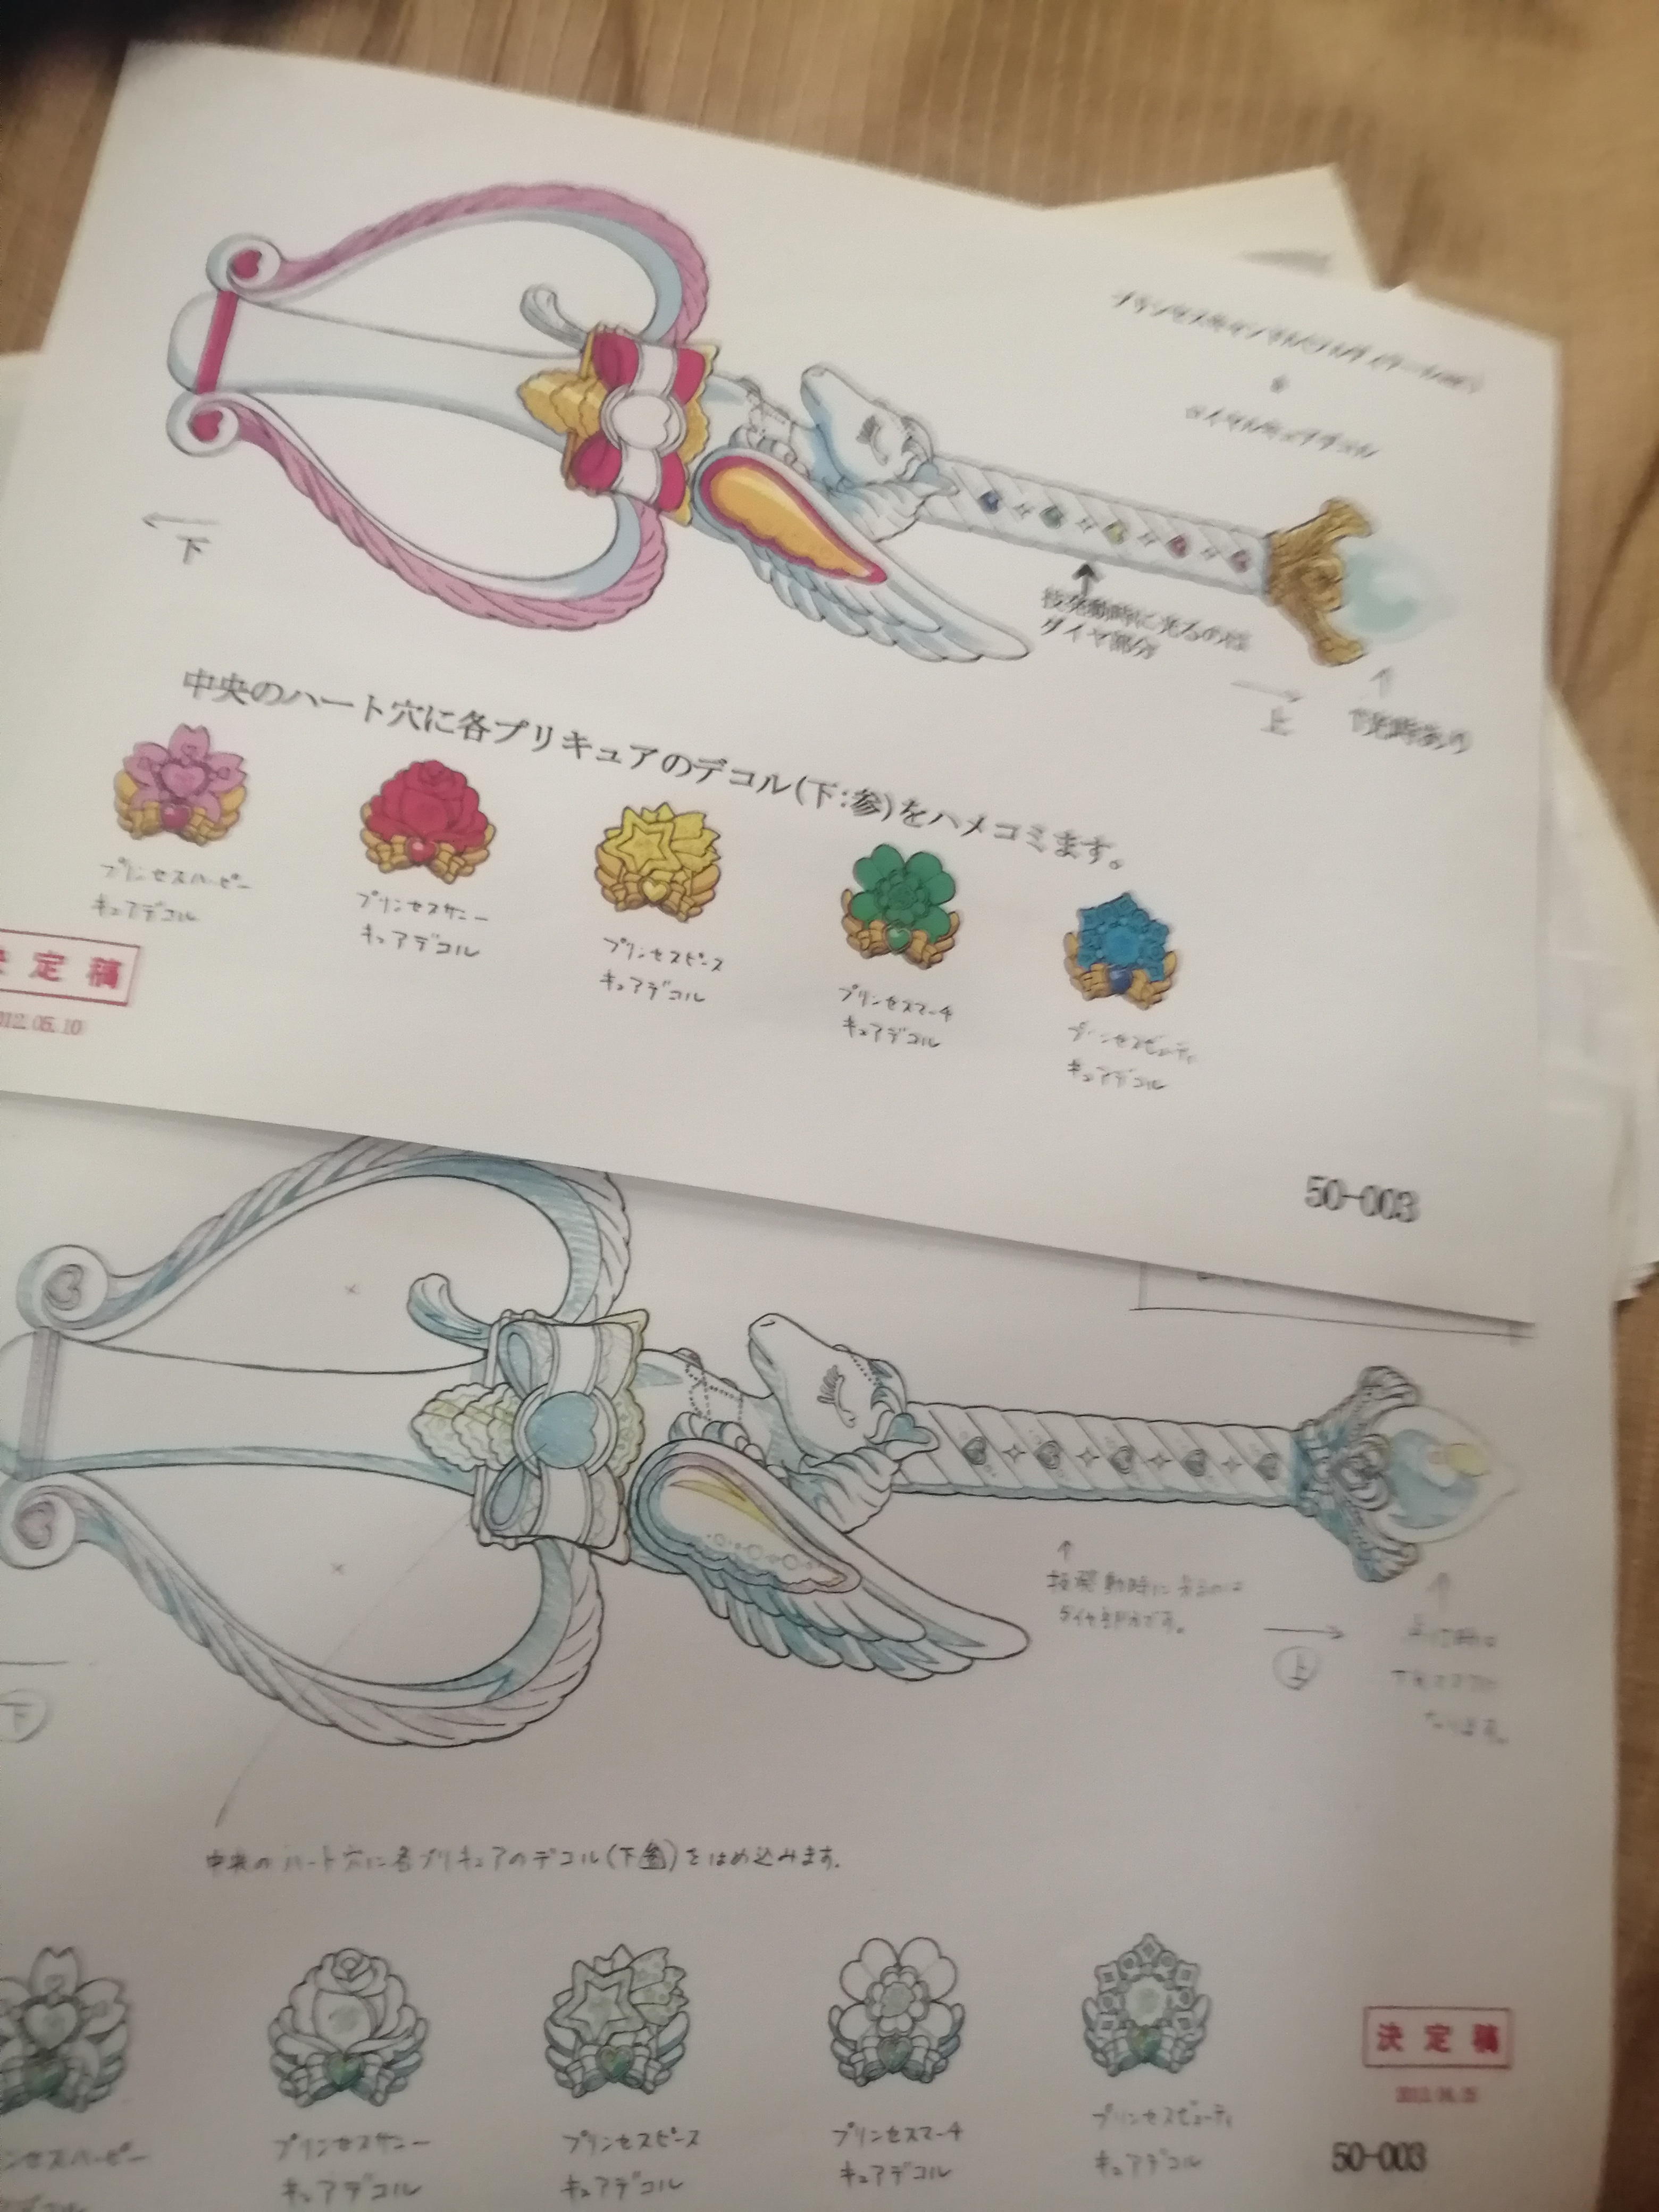 プリンセスキャンドル(ペガサスタイム時)
&
ロイヤルキュアデコル
下
技発動時に光るのは
ダイヤ部分
上
中央のハート穴に各プリキュアのデコル(下:参)をハメコミます。
プリンセスハッピー
キュアデコル
プリンセスサニー
キュアデコル
プリンセスピース
キュアデコル
プリンセスマーチ
キュアデコル
プリンセスビューティ
キュアデコル
決定稿
2012.05.10
50-003
技発動時に光るのは
ダイヤ部分です。
上
下
なります。
中央のハート穴に各プリキュアのデコル(下参)をはめ込みます。
ンセスハッピー
デコル
プリンセスサニー
キュアデコル
プリンセスピース
キュアデコル
プリンセスマーチ
キュアデコル
プリンセスビューティ
キュアデコル
決定稿
50-003